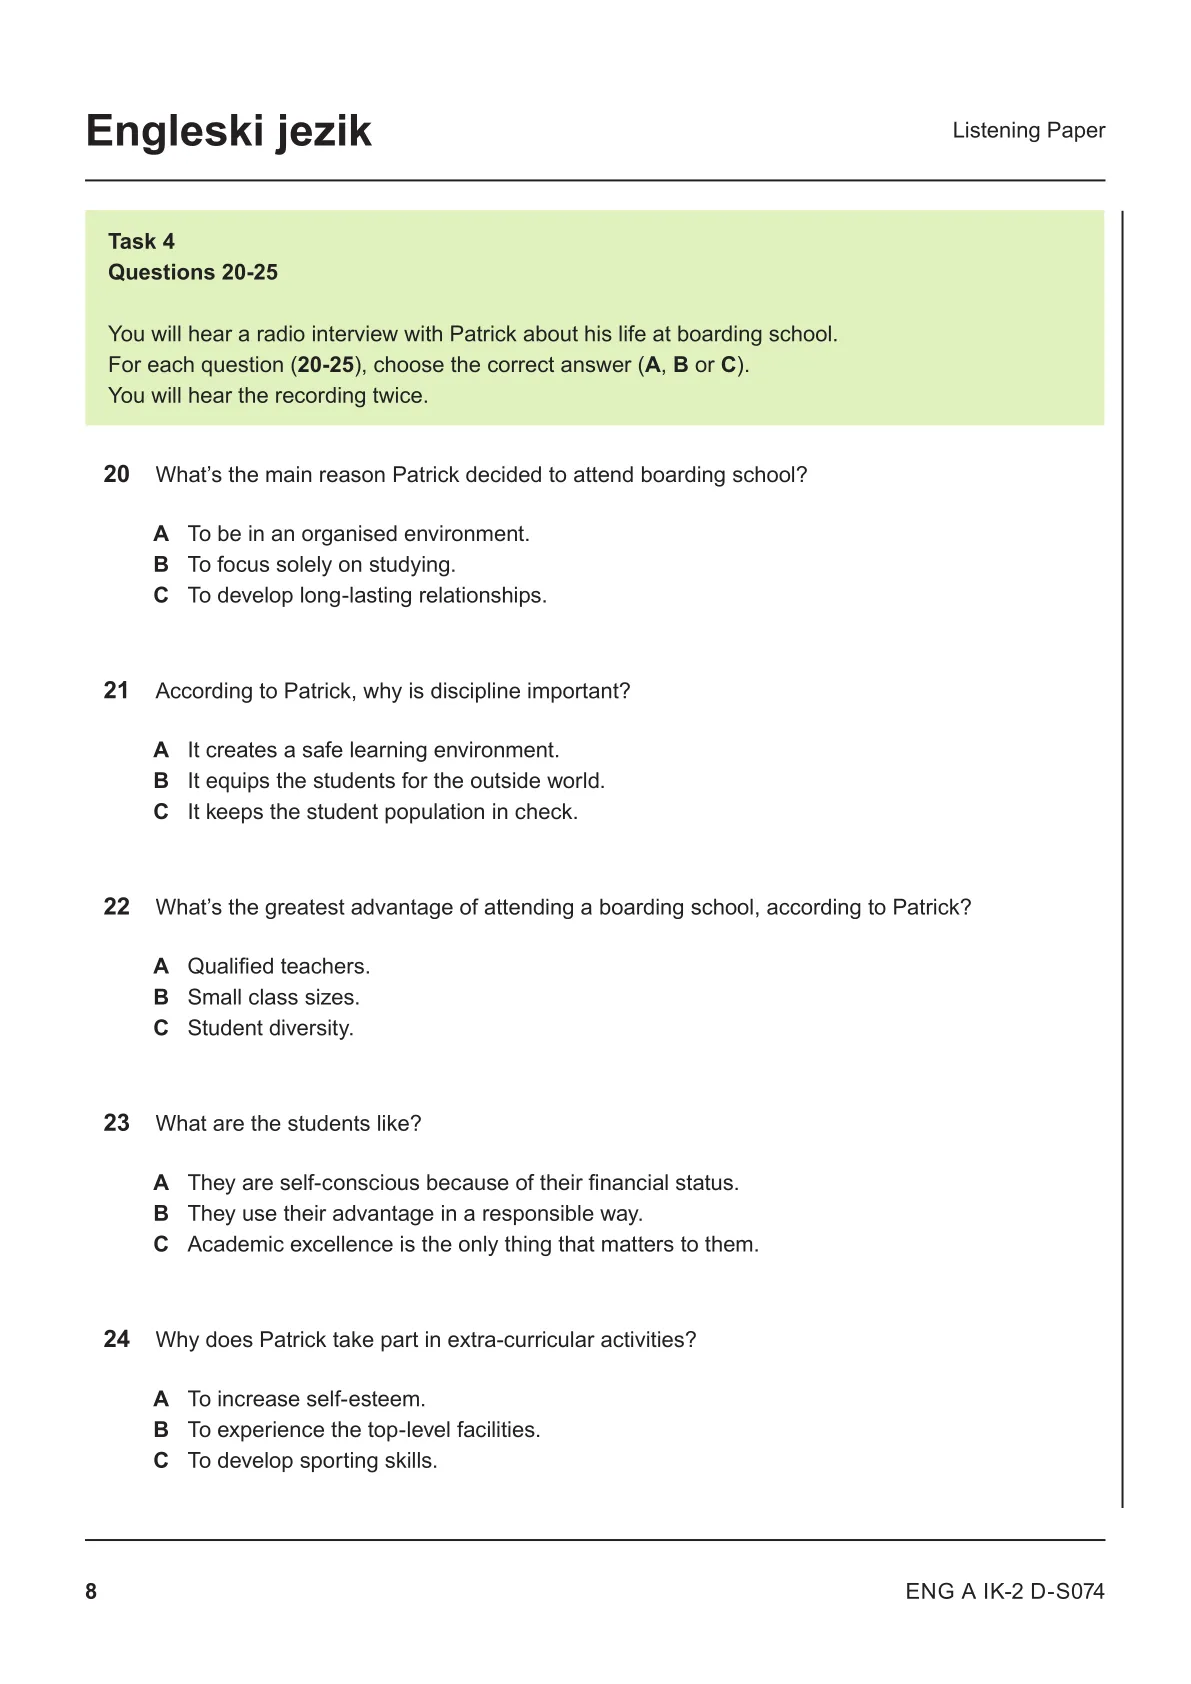 Engleski jezik
Listening Paper
Task 4
Questions 20-25
You will hear a radio interview with Patrick about his life at boarding school.
For each question (20-25), choose the correct answer (A, B or C).
You will hear the recording twice.
20 What’s the main reason Patrick decided to attend boarding school?
A To be in an organised environment.
B To focus solely on studying.
C To develop long-lasting relationships.
21 According to Patrick, why is discipline important?
A It creates a safe learning environment.
B It equips the students for the outside world.
C It keeps the student population in check.
22 What’s the greatest advantage of attending a boarding school, according to Patrick?
A Qualified teachers.
B Small class sizes.
C Student diversity.
23 What are the students like?
A They are self-conscious because of their financial status.
B They use their advantage in a responsible way.
C Academic excellence is the only thing that matters to them.
24 Why does Patrick take part in extra-curricular activities?
A To increase self-esteem.
B To experience the top-level facilities.
C To develop sporting skills.
8
ENG A IK-2 D-S074